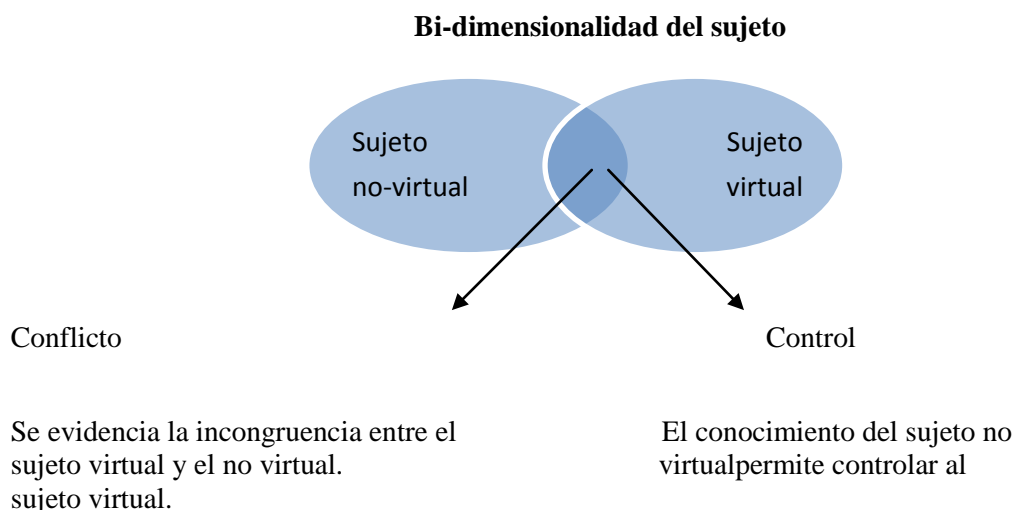 Bi-dimensionalidad del sujeto
Sujeto
no-virtual
Sujeto
virtual
Conflicto
Control
Se evidencia la incongruencia entre el El conocimiento del sujeto no
sujeto virtual y el no virtual. virtualpermite controlar al
sujeto virtual.